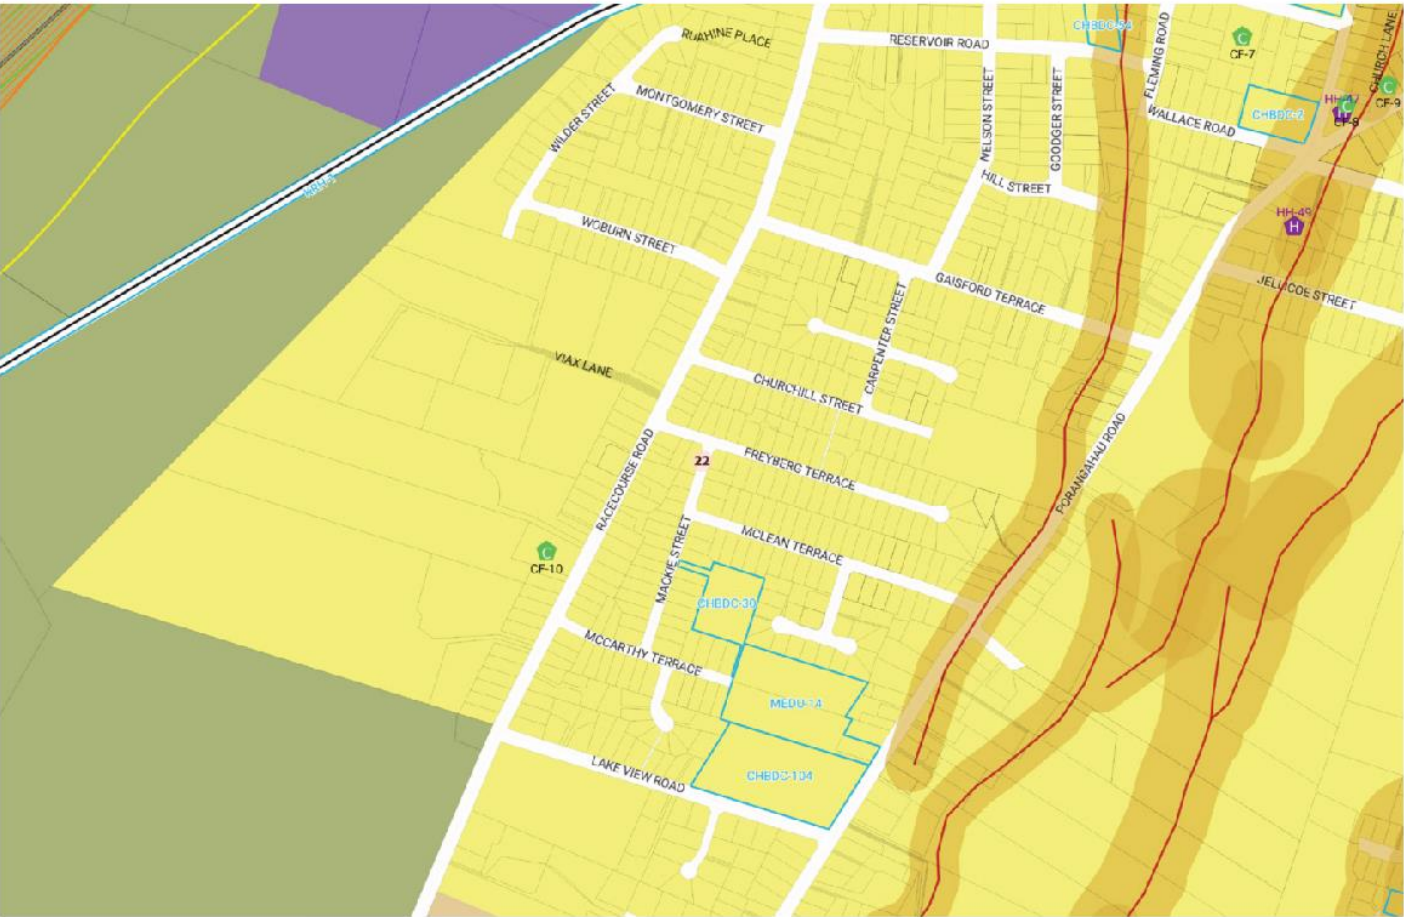 RUAHINE PLACE
RESERVOIR ROAD
CHBDC-54
FLEMING ROAD
C
CF-7
CHURCH LANE
C
CF-9
MONTGOMERY STREET
WILDER STREET
NELSON STREET
GOODGER STREET
WALLACE ROAD
CHBDC-2
C
CF-8
HILL STREET
WOBURN STREET
HH-49
H
GAISFORD TERRACE
JELLICOE STREET
CARPENTER STREET
VIAX LANE
CHURCHILL STREET
RACECOURSE ROAD
22
FREYBERG TERRACE
PORANGAHAU ROAD
MACKIE STREET
MCLEAN TERRACE
C
CF-10
CHBDC-30
MCCARTHY TERRACE
MEDU-14
LAKE VIEW ROAD
CHBDC-104